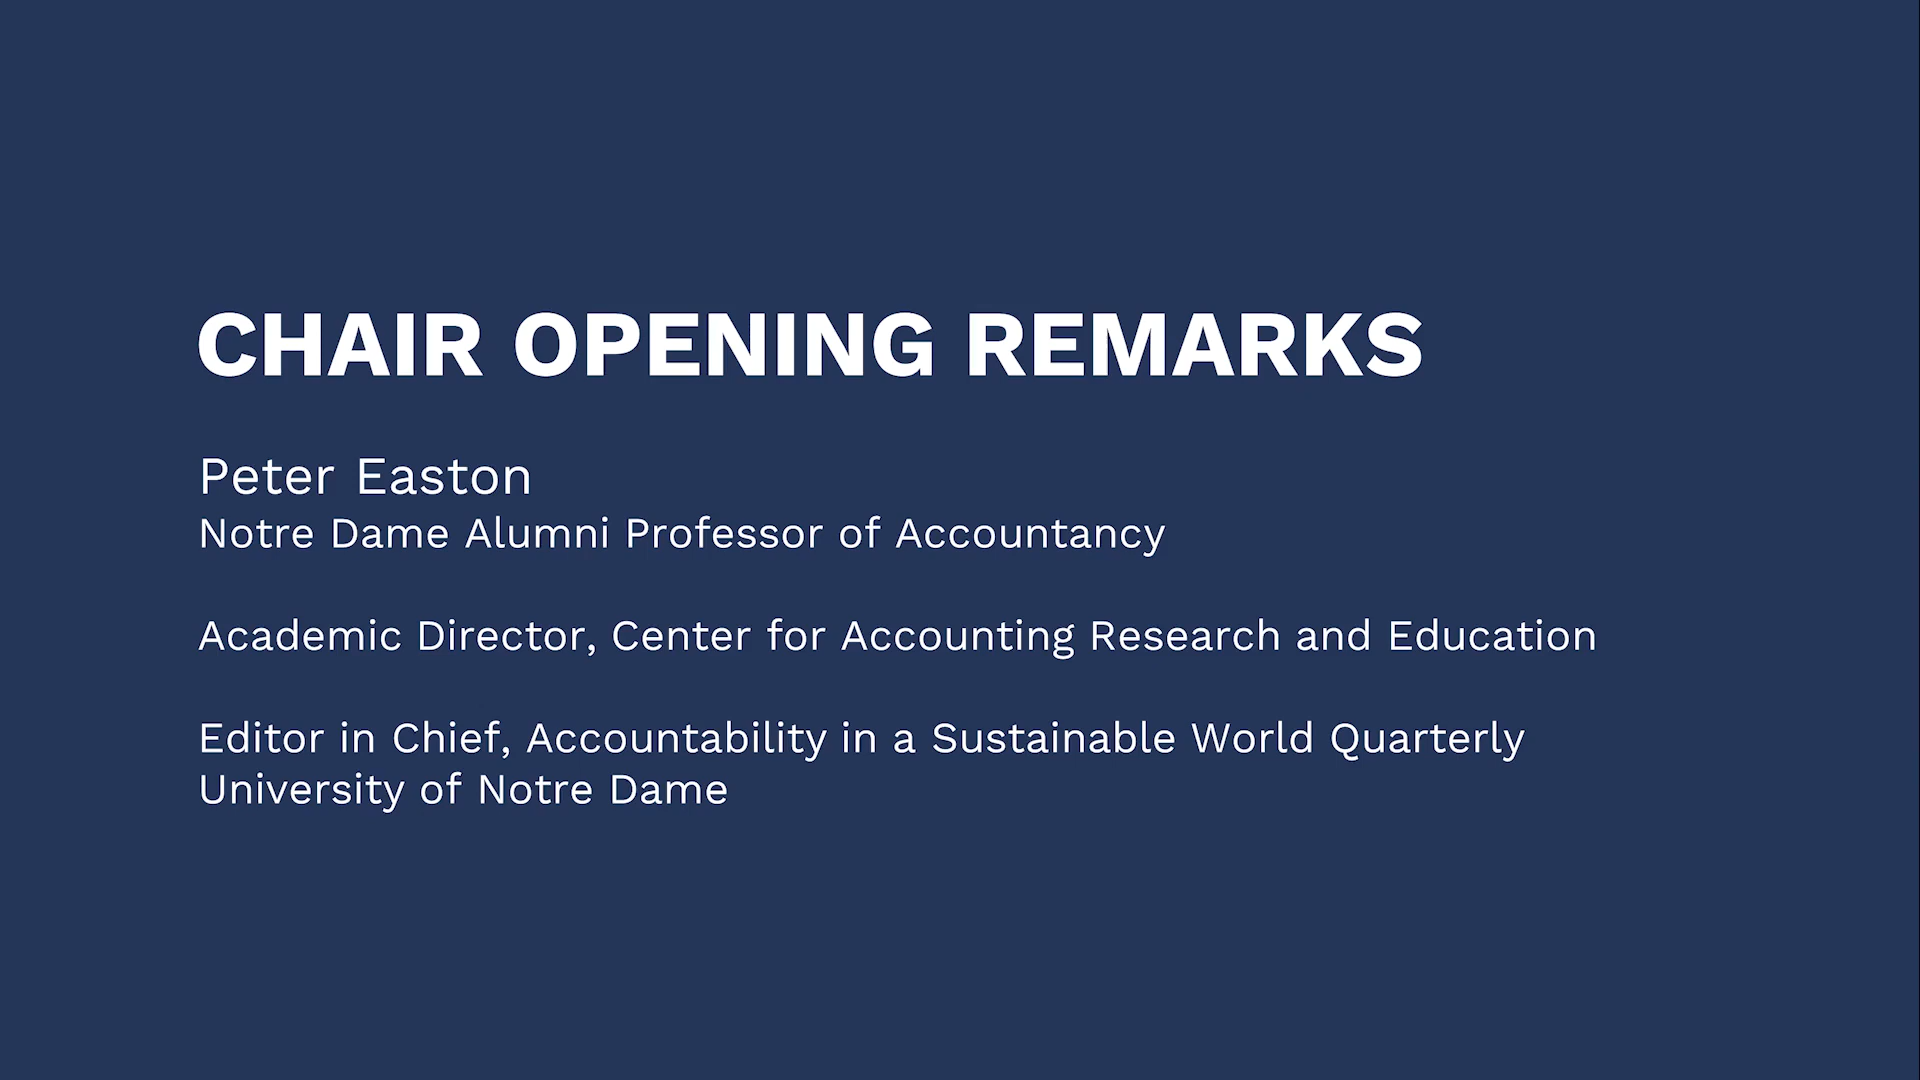 CHAIR OPENING REMARKS
Peter Easton
Notre Dame Alumni Professor of Accountancy
Academic Director, Center for Accounting Research and Education
Editor in Chief, Accountability in a Sustainable World Quarterly
University of Notre Dame